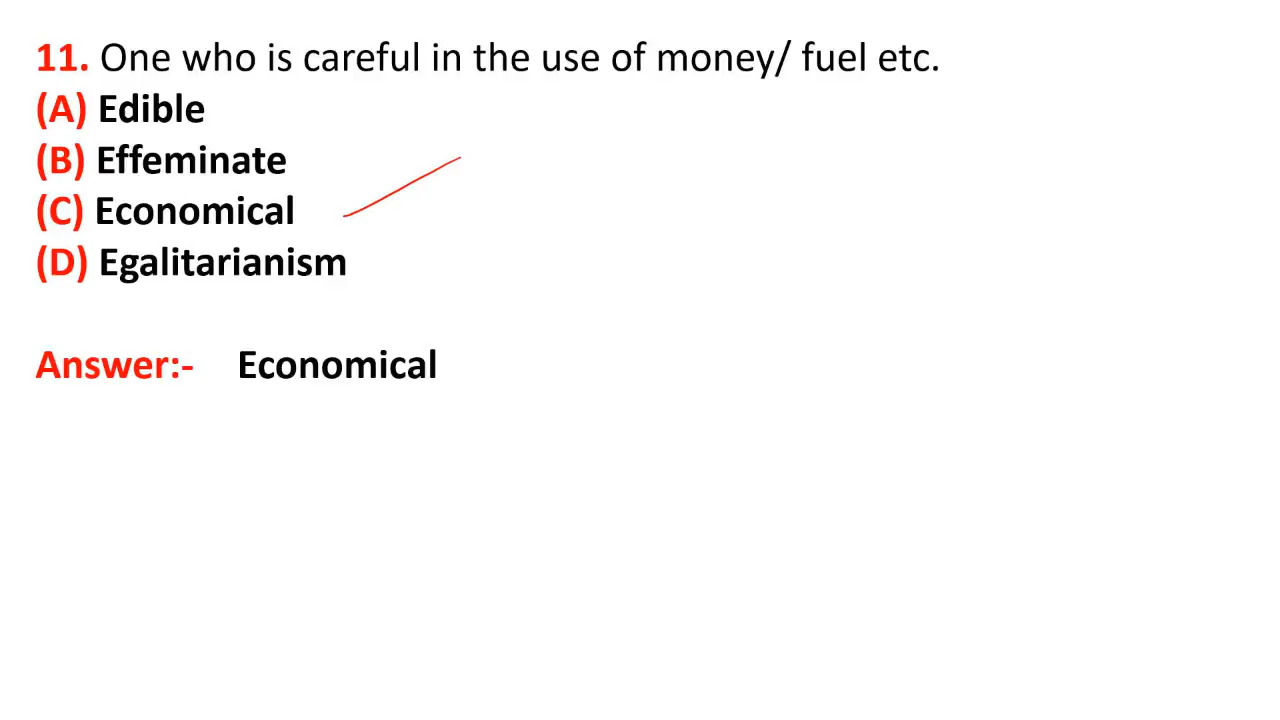 11. One who is careful in the use of money/ fuel etc.
(A) Edible
(B) Effeminate
(C) Economical
(D) Egalitarianism
Answer:- Economical